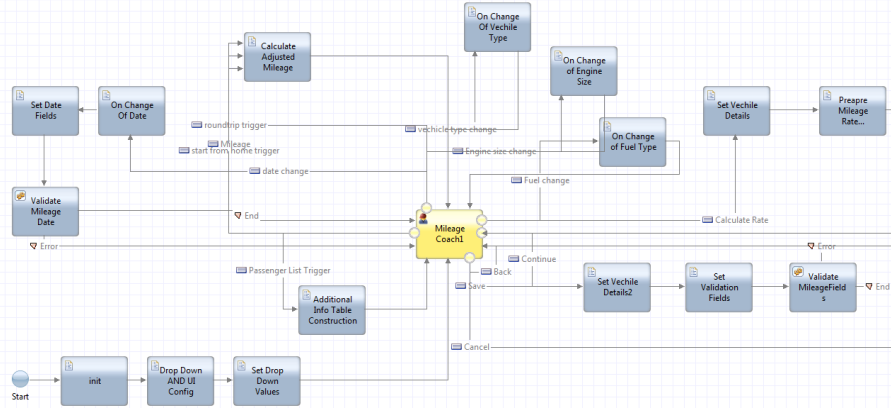 On Change
Of Vechile
Type
Calculate
Adjusted
Mileage
On Change
of Engine
Size
Set Date
Fields
On Change
Of Date
Set Vechile
Details
Preapre
Mileage
Rate...
roundtrip trigger
vechicle type change
On Change
of Fuel Type
Mileage
start from home trigger
Engine size change
date change
Fuel change
Validate
Mileage
Date
End
Mileage
Coach1
Calculate Rate
Error
Error
Continue
Passenger List Trigger
Back
Save
Additional
Info Table
Construction
Set Vechile
Details2
Set
Validation
Fields
Validate
MileageField
s
End
Cancel
Start
init
Drop Down
AND UI
Config
Set Drop
Down
Values